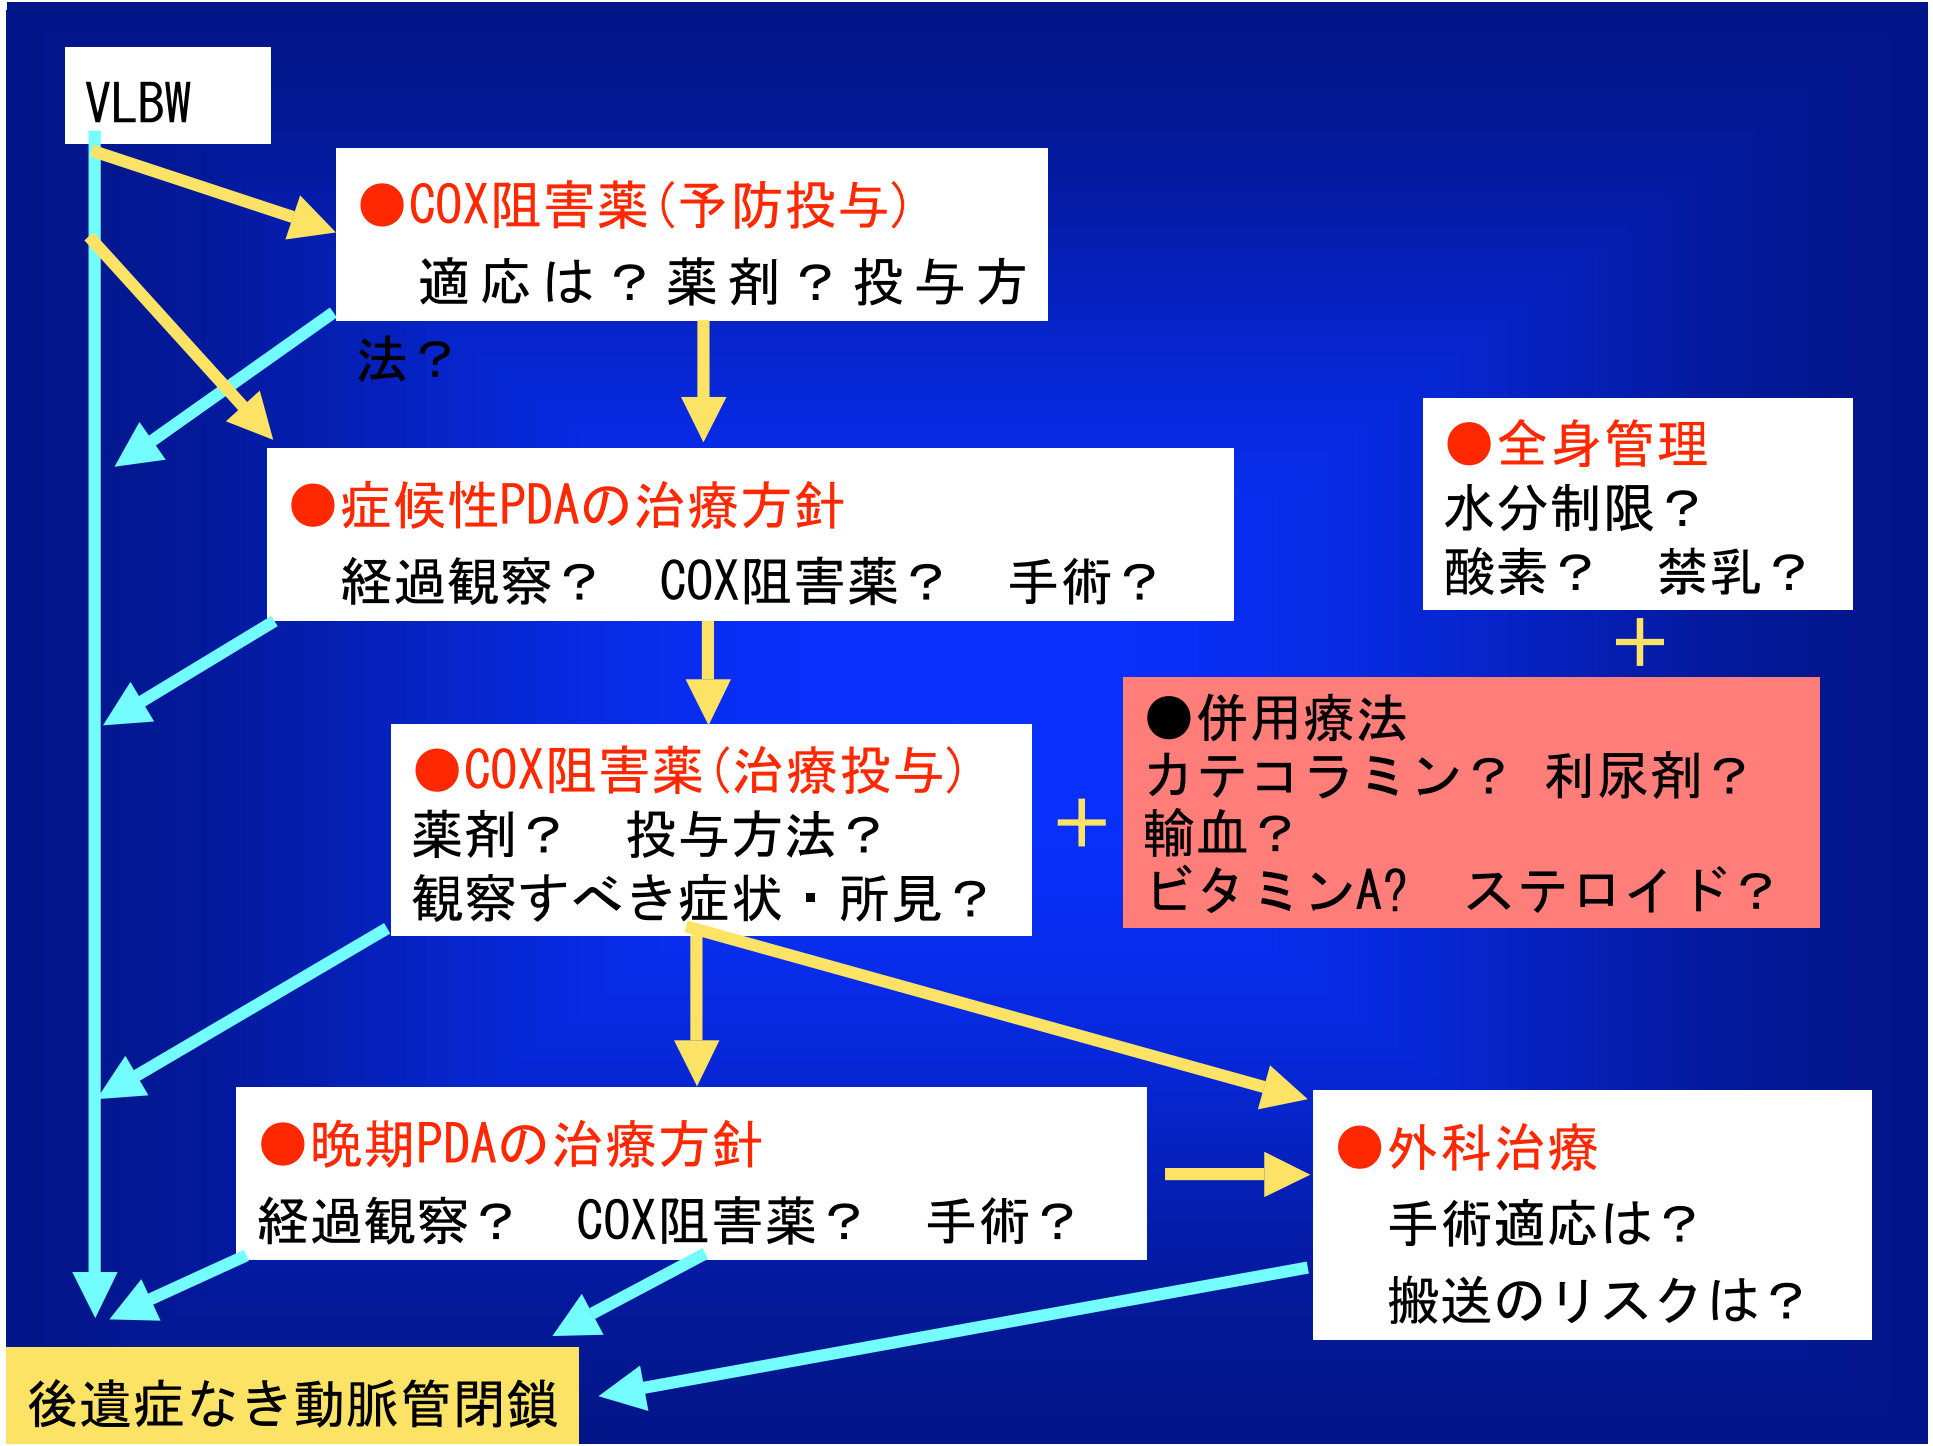 VLBW
●COX阻害薬(予防投与)
適応は？薬剤？投与方
法？
●症候性PDAの治療方針
経過観察？　COX阻害薬？　手術？
●全身管理
水分制限？
酸素？　禁乳？
＋
●COX阻害薬(治療投与)
薬剤？　投与方法？
観察すべき症状・所見？
＋
●併用療法
カテコラミン？ 利尿剤？
輸血？
ビタミンA?　ステロイド？
●晩期PDAの治療方針
経過観察？　COX阻害薬？　手術？
●外科治療
手術適応は？
搬送のリスクは？
後遺症なき動脈管閉鎖